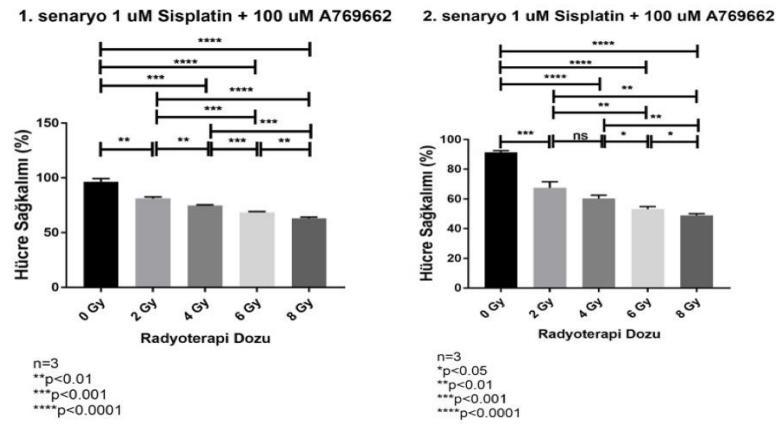 1. senaryo 1 uM Sisplatin + 100 uM A769662
****
****
***
****
***
***
**
**
***
**
150
100
50
0
Hücre Sağkalımı (%)
0 Gy
2 Gy
4 Gy
6 Gy
8 Gy
Radyoterapi Dozu
n=3
**p<0.01
***p<0.001
****p<0.0001
2. senaryo 1 uM Sisplatin + 100 uM A769662
****
****
****
**
**
**
***
ns
*
*
100
80
60
40
20
0
Hücre Sağkalımı (%)
0 Gy
2 Gy
4 Gy
6 Gy
8 Gy
Radyoterapi Dozu
n=3
*p<0.05
**p<0.01
***p<0.001
****p<0.0001